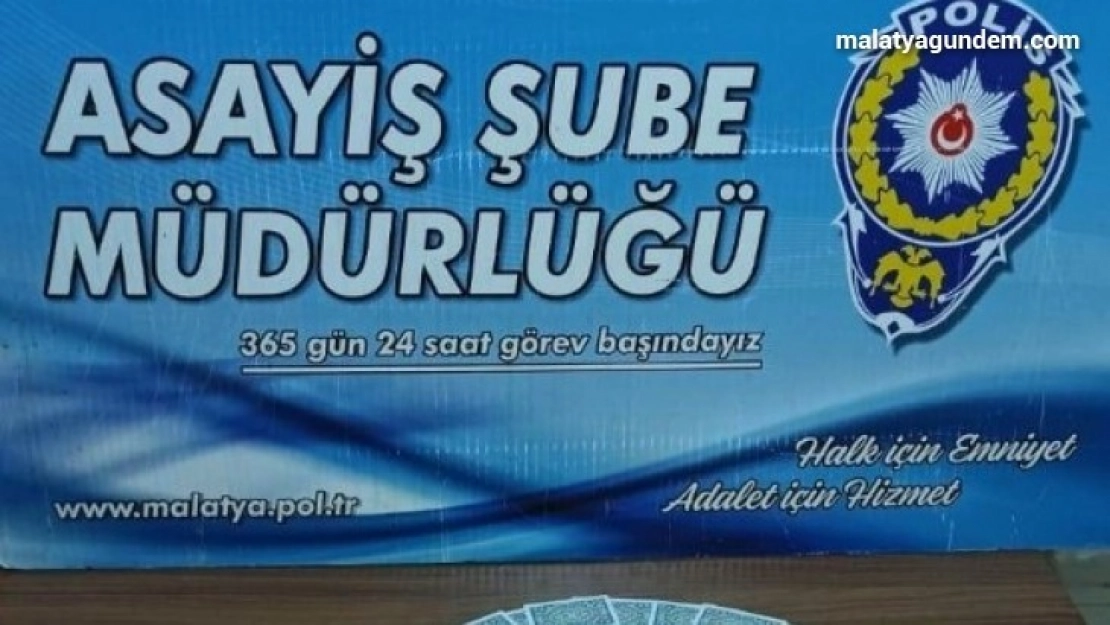 POLİS
malatyagundem.com
ASAYİŞ ŞUBE
MÜDÜRLÜĞÜ
365 gün 24 saat görev başındayız
Halk için Emniyet
Adalet için Hizmet
www.malatya.pol.tr